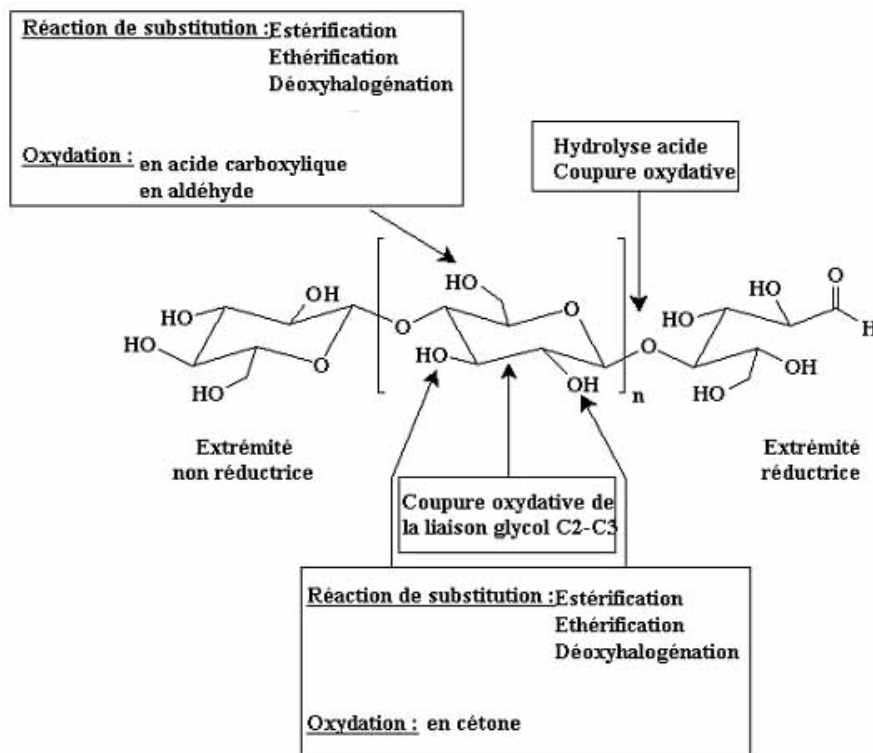 Réaction de substitution : Estérification
Ethérification
Déoxyhalogénation
Oxydation : en acide carboxylique
en aldéhyde
Hydrolyse acide
Coupure oxydative
HO
OH
HO
HO
O
HO
O
HO
O
HO
OH
n
O
HO
HO
O
H
OH
HO
Extrémité
non réductrice
Extrémité
réductrice
Coupure oxydative de
la liaison glycol C2-C3
Réaction de substitution : Estérification
Ethérification
Déoxyhalogénation
Oxydation : en cétone